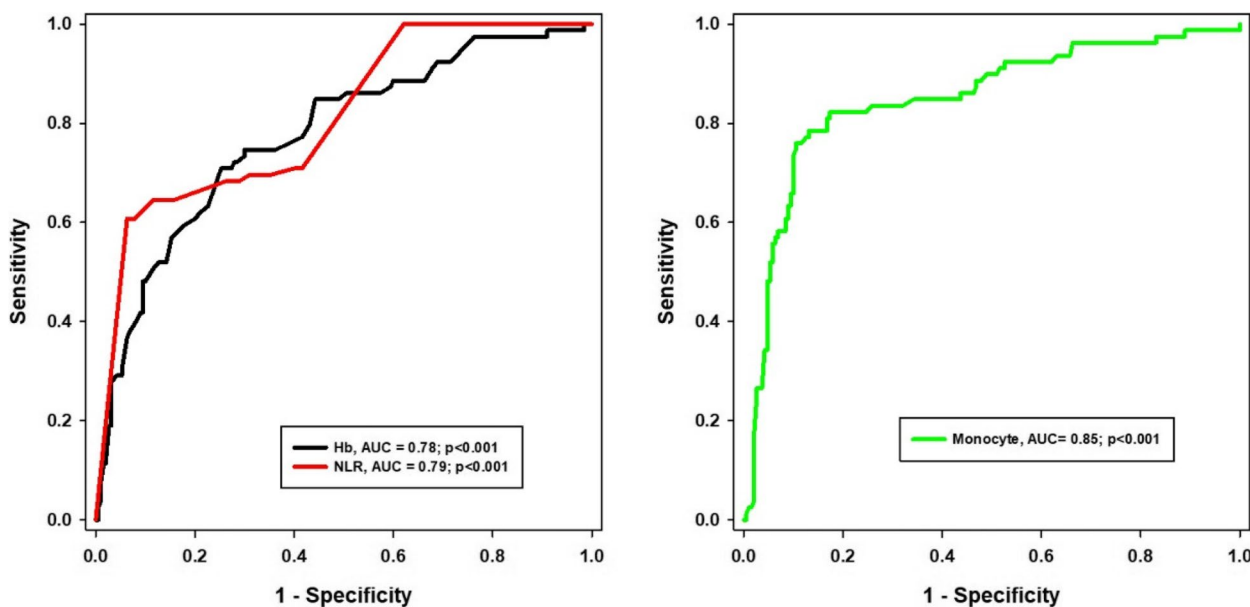 1.0
0.8
0.6
0.4
0.2
0.0
Sensitivity
Hb, AUC = 0.78; p<0.001
NLR, AUC = 0.79; p<0.001
0.0 0.2 0.4 0.6 0.8 1.0
1 - Specificity
1.0
0.8
0.6
0.4
0.2
0.0
Sensitivity
Monocyte, AUC= 0.85; p<0.001
0.0 0.2 0.4 0.6 0.8 1.0
1 - Specificity